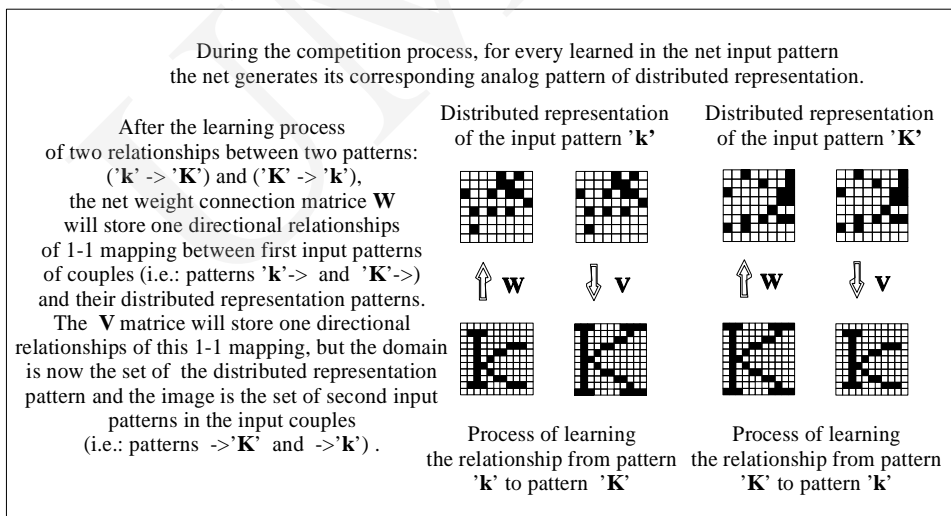 During the competition process, for every learned in the net input pattern
the net generates its corresponding analog pattern of distributed representation.
After the learning process
of two relationships between two patterns:
('k' -> 'K') and ('K' -> 'k'),
the net weight connection matrice W
will store one directional relationships
of 1-1 mapping between first input patterns
of couples (i.e.: patterns 'k'-> and 'K'->)
and their distributed representation patterns.
The V matrice will store one directional
relationships of this 1-1 mapping, but the domain
is now the set of the distributed representation
pattern and the image is the set of second input
patterns in the input couples
(i.e.: patterns ->'K' and ->'k') .
Distributed representation
of the input pattern 'k'
W
V
Process of learning
the relationship from pattern
'k' to pattern 'K'
Distributed representation
of the input pattern 'K'
W
V
Process of learning
the relationship from pattern
'K' to pattern 'k'